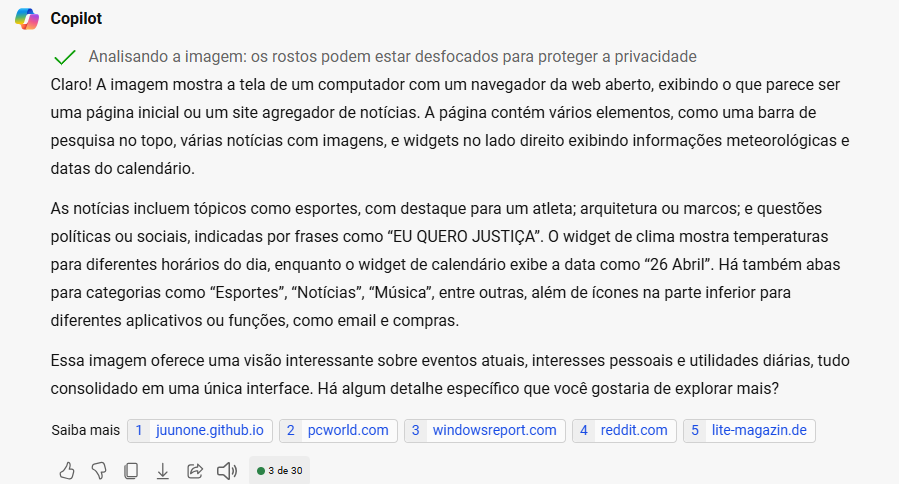 Copilot
Analisando a imagem: os rostos podem estar desfocados para proteger a privacidade
Claro! A imagem mostra a tela de um computador com um navegador da web aberto, exibindo o que parece ser
uma página inicial ou um site agregador de notícias. A página contém vários elementos, como uma barra de
pesquisa no topo, várias notícias com imagens, e widgets no lado direito exibindo informações meteorológicas e
datas do calendário.
As notícias incluem tópicos como esportes, com destaque para um atleta; arquitetura ou marcos; e questões
políticas ou sociais, indicadas por frases como “EU QUERO JUSTIÇA”. O widget de clima mostra temperaturas
para diferentes horários do dia, enquanto o widget de calendário exibe a data como “26 Abril”. Há também abas
para categorias como “Esportes”, “Notícias”, “Música”, entre outras, além de ícones na parte inferior para
diferentes aplicativos ou funções, como email e compras.
Essa imagem oferece uma visão interessante sobre eventos atuais, interesses pessoais e utilidades diárias, tudo
consolidado em uma única interface. Há algum detalhe específico que você gostaria de explorar mais?
Saiba mais 1 juunone.github.io 2 pcworld.com 3 windowsreport.com 4 reddit.com 5 lite-magazin.de
3 de 30